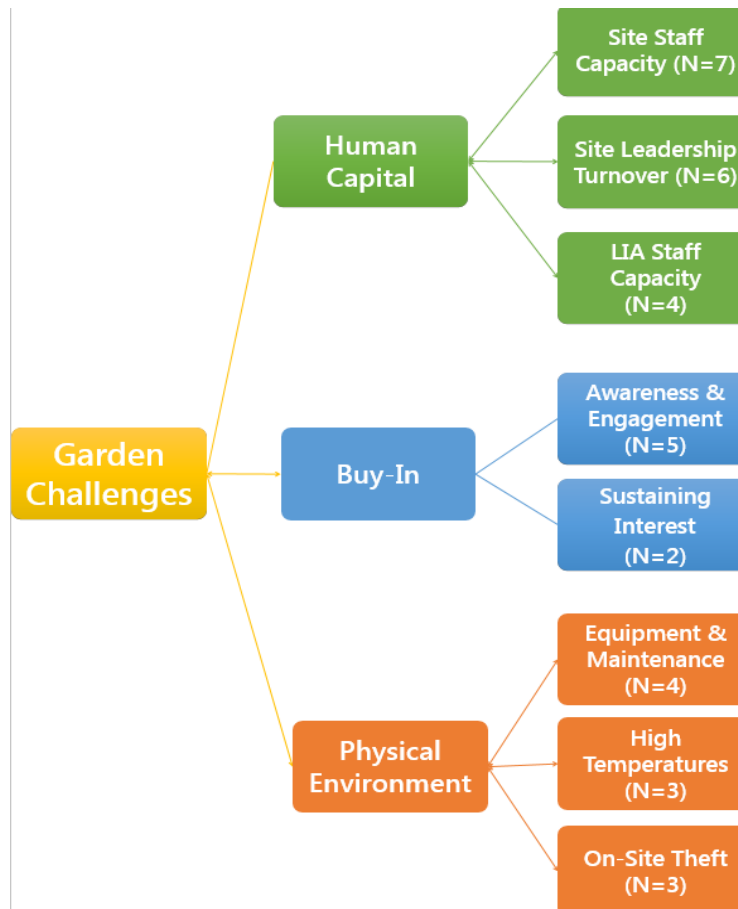 Site Staff
Capacity (N=7)
Human
Capital
Site Leadership
Turnover (N=6)
LIA Staff
Capacity
(N=4)
Garden
Challenges
Buy-In
Awareness &
Engagement
(N=5)
Sustaining
Interest
(N=2)
Physical
Environment
Equipment &
Maintenance
(N=4)
High
Temperatures
(N=3)
On-Site Theft
(N=3)